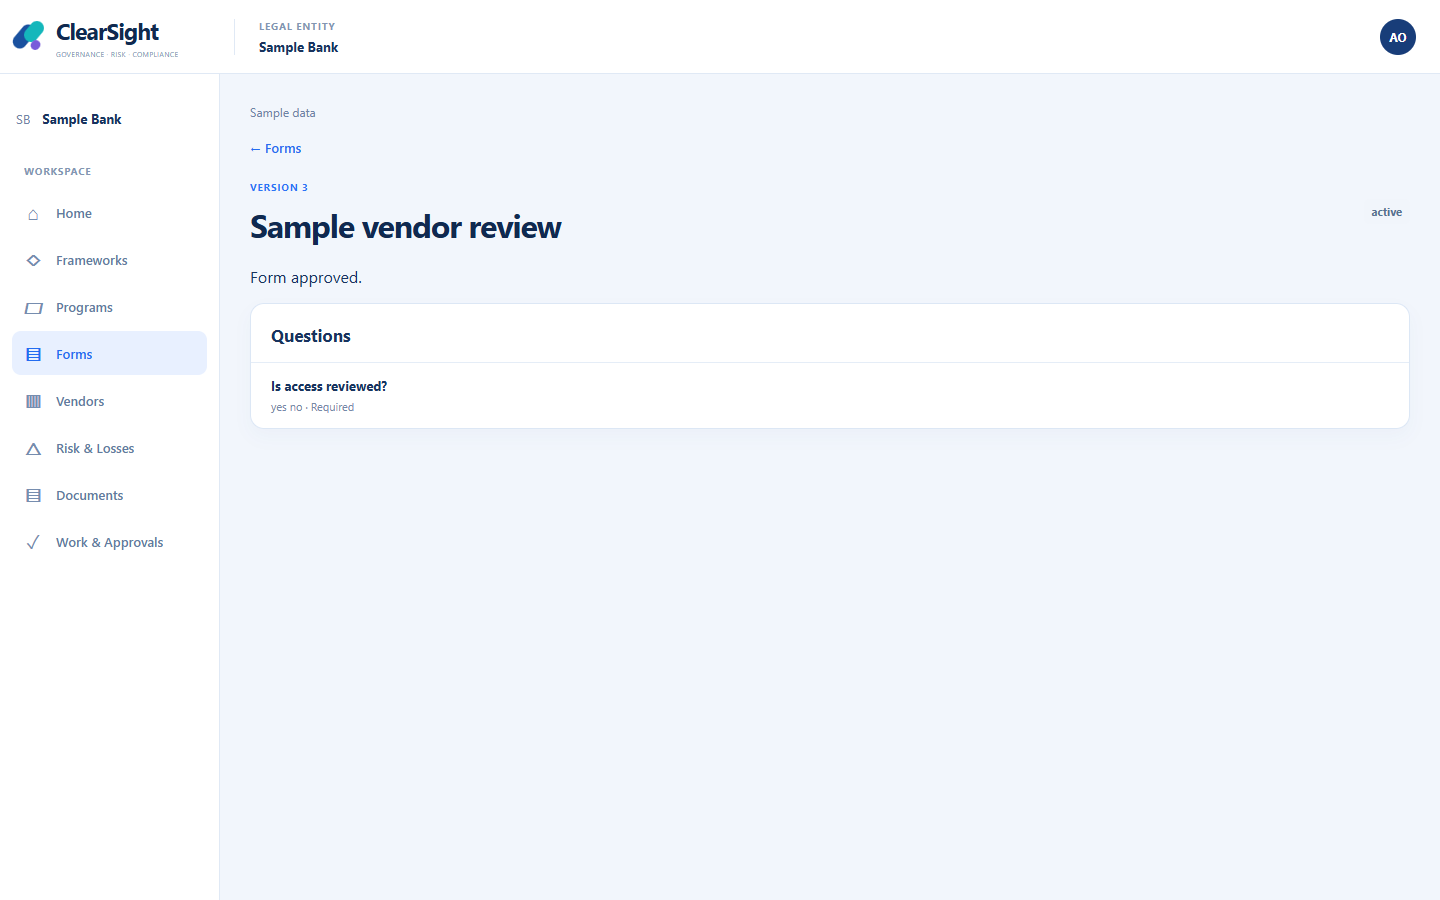 ClearSight
GOVERNANCE · RISK · COMPLIANCE
LEGAL ENTITY
Sample Bank
AO
SB Sample Bank
WORKSPACE
Home
Frameworks
Programs
Forms
Vendors
Risk & Losses
Documents
Work & Approvals
Sample data
← Forms
VERSION 3
Sample vendor review
active
Form approved.
Questions
Is access reviewed?
yes no · Required